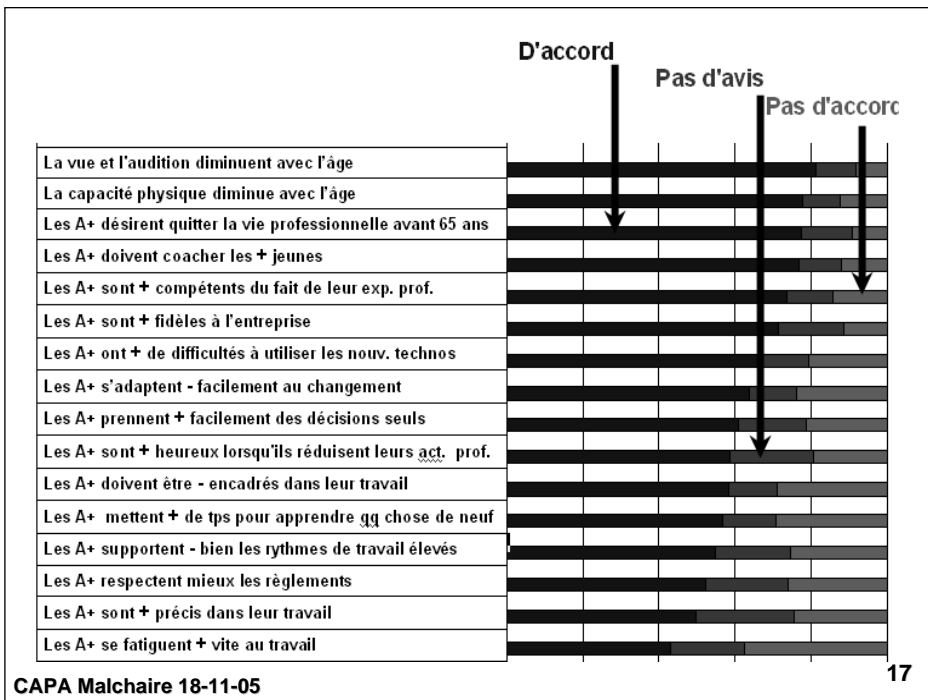 D'accord
Pas d'avis
Pas d'accord
La vue et l'audition diminuent avec l'âge
La capacité physique diminue avec l'âge
Les A+ désirent quitter la vie professionnelle avant 65 ans
Les A+ doivent coacher les + jeunes
Les A+ sont + compétents du fait de leur exp. prof.
Les A+ sont + fidèles à l'entreprise
Les A+ ont + de difficultés à utiliser les nouv. technos
Les A+ s'adaptent - facilement au changement
Les A+ prennent + facilement des décisions seuls
Les A+ sont + heureux lorsqu'ils réduisent leurs act. prof.
Les A+ doivent être - encadrés dans leur travail
Les A+ mettent + de tps pour apprendre qq chose de neuf
Les A+ supportent - bien les rythmes de travail élevés
Les A+ respectent mieux les règlements
Les A+ sont + précis dans leur travail
Les A+ se fatiguent + vite au travail
CAPA Malchaire 18-11-05
17